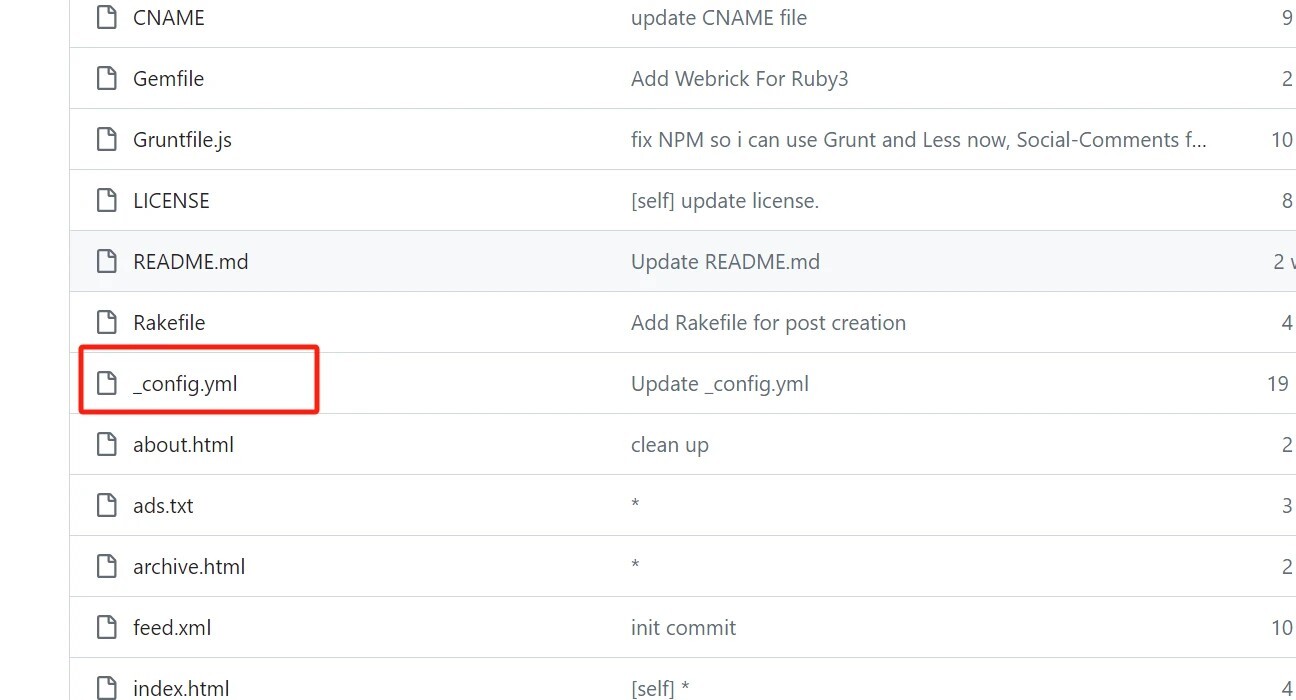 CNAME update CNAME file 9
Gemfile Add Webrick For Ruby3 2
Gruntfile.js fix NPM so i can use Grunt and Less now, Social-Comments f... 10
LICENSE [self] update license. 8
README.md Update README.md 2 w
Rakefile Add Rakefile for post creation 4
_config.yml Update _config.yml 19
about.html clean up 2
ads.txt * 3
archive.html * 2
feed.xml init commit 10
index.html [self] * 4